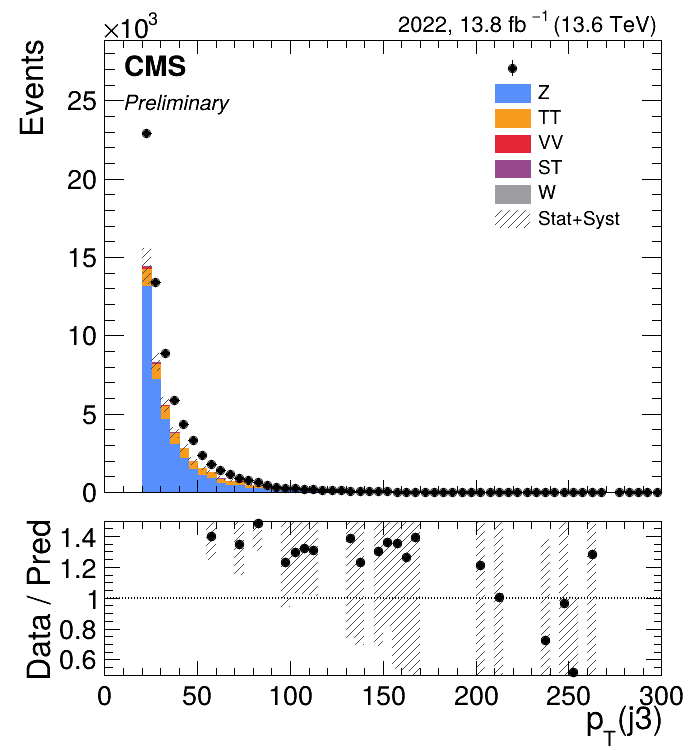 ×10³
2022, 13.8 fb⁻¹ (13.6 TeV)
CMS
Preliminary
Events
25
20
15
10
5
0
Z
TT
VV
ST
W
Stat+Syst
Data / Pred
1.4
1.2
1
0.8
0.6
0 50 100 150 200 250 300
p_T(j3)